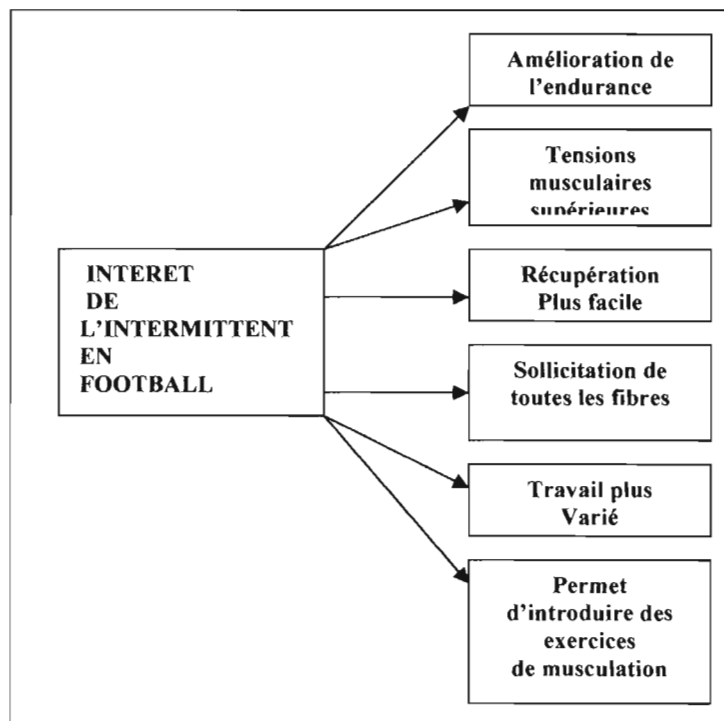 INTERET
DE
L'INTERMITTENT
EN
FOOTBALL
Amélioration de
l'endurance
Tensions
musculaires
supérieures
Récupération
Plus facile
Sollicitation de
toutes les fibres
Travail plus
Varié
Permet
d'introduire des
exercices
de musculation